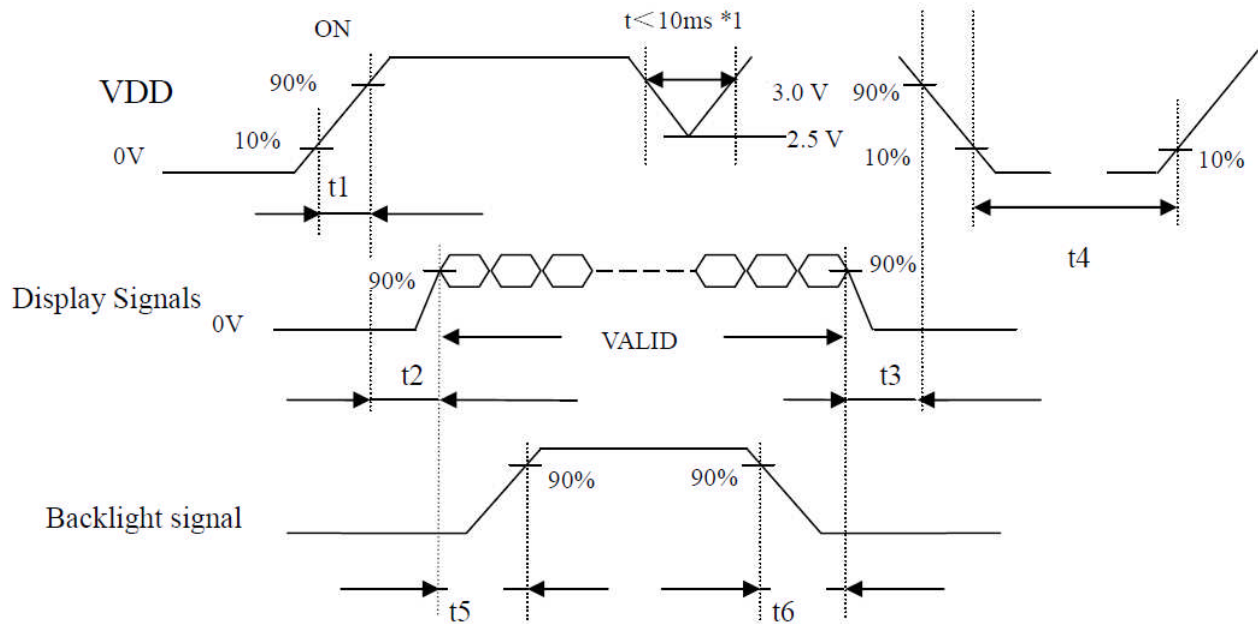 t＜10ms *1
ON
VDD
90%
3.0 V
90%
10%
2.5 V
0V
10%
10%
t1
t4
90%
90%
Display Signals
0V
VALID
t2
t3
90%
90%
Backlight signal
t5
t6